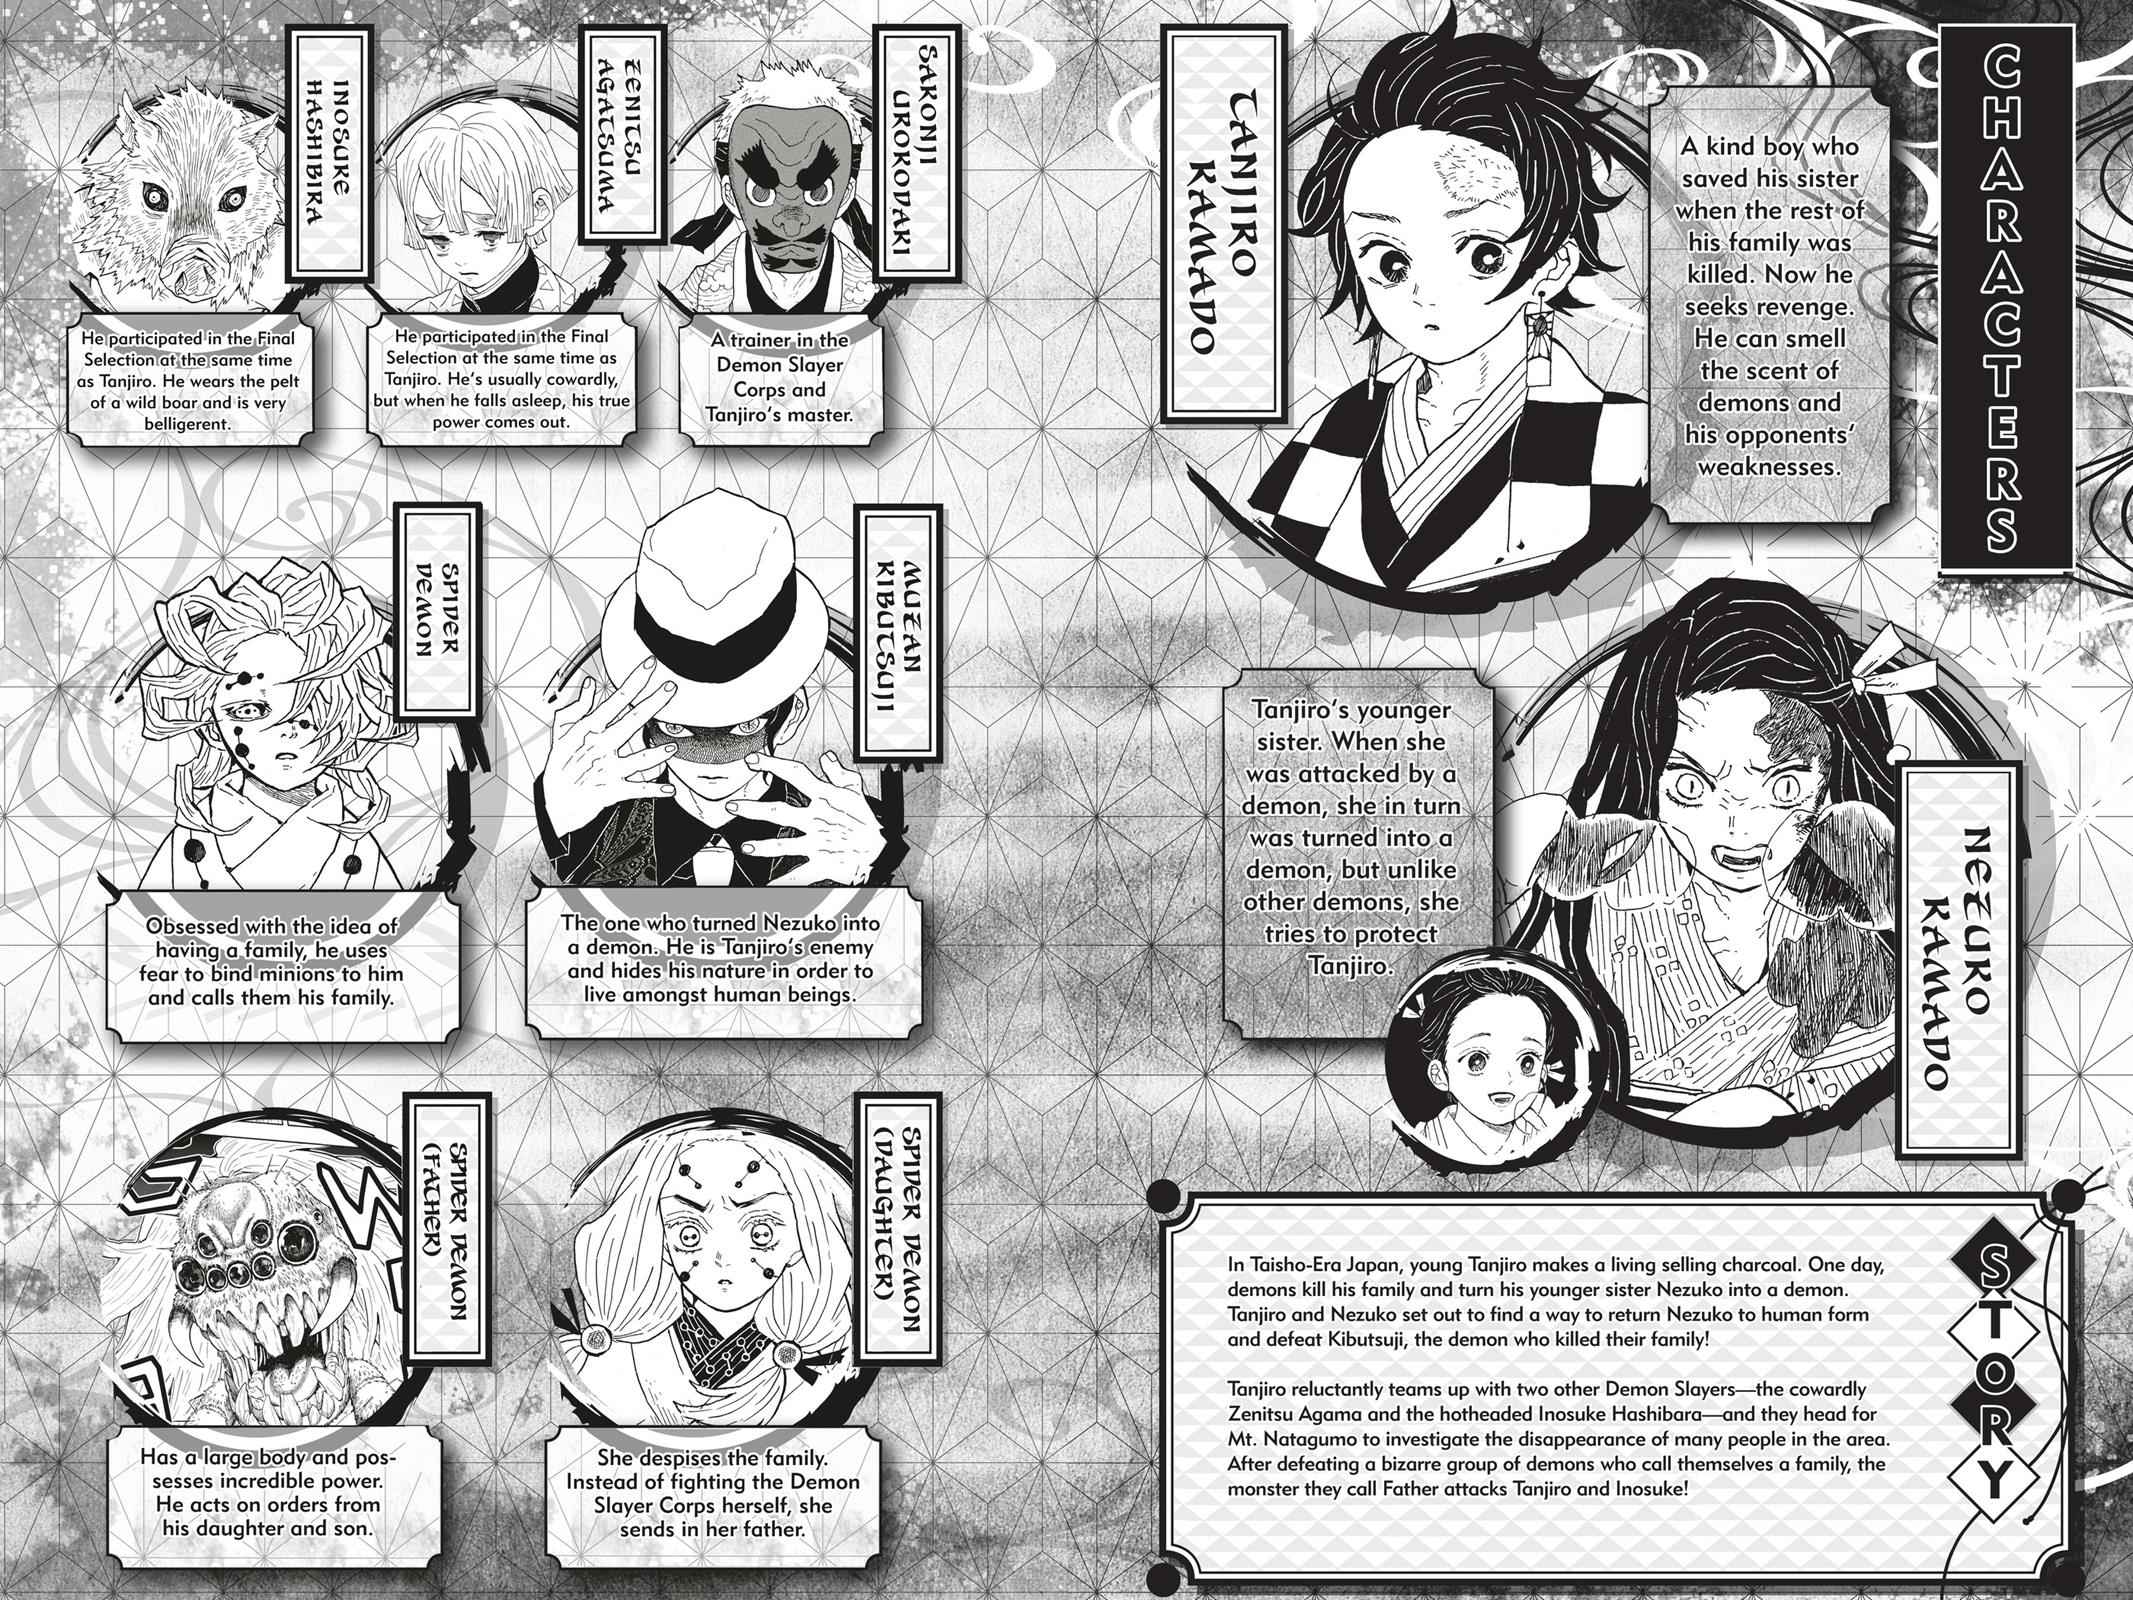 CHARACTERS
TANJIRO
KAMADO
A kind boy who
saved his sister
when the rest of
his family was
killed. Now he
seeks revenge.
He can smell
the scent of
demons and
his opponents'
weaknesses.
NEZUKO
KAMADO
Tanjiro's younger
sister. When she
was attacked by a
demon, she in turn
was turned into a
demon, but unlike
other demons, she
tries to protect
Tanjiro.
STORY
In Taisho-Era Japan, young Tanjiro makes a living selling charcoal. One day,
demons kill his family and turn his younger sister Nezuko into a demon.
Tanjiro and Nezuko set out to find a way to return Nezuko to human form
and defeat Kibutsuji, the demon who killed their family!
Tanjiro reluctantly teams up with two other Demon Slayers—the cowardly
Zenitsu Agama and the hotheaded Inosuke Hashibara—and they head for
Mt. Natagumo to investigate the disappearance of many people in the area.
After defeating a bizarre group of demons who call themselves a family, the
monster they call Father attacks Tanjiro and Inosuke!
SAKONJI
UROKODAKI
A trainer in the
Demon Slayer
Corps and
Tanjiro's master.
ZENITSU
AGATSUMA
He participated in the Final
Selection at the same time as
Tanjiro. He's usually cowardly,
but when he falls asleep, his true
power comes out.
INOSUKE
HASHIBIRA
He participated in the Final
Selection at the same time
as Tanjiro. He wears the pelt
of a wild boar and is very
belligerent.
MUZAN
KIBUTSUJI
The one who turned Nezuko into
a demon. He is Tanjiro's enemy
and hides his nature in order to
live amongst human beings.
SPIDER
DEMON
Obsessed with the idea of
having a family, he uses
fear to bind minions to him
and calls them his family.
SPIDER DEMON
(DAUGHTER)
She despises the family.
Instead of fighting the Demon
Slayer Corps herself, she
sends in her father.
SPIDER DEMON
(FATHER)
Has a large body and pos-
sesses incredible power.
He acts on orders from
his daughter and son.